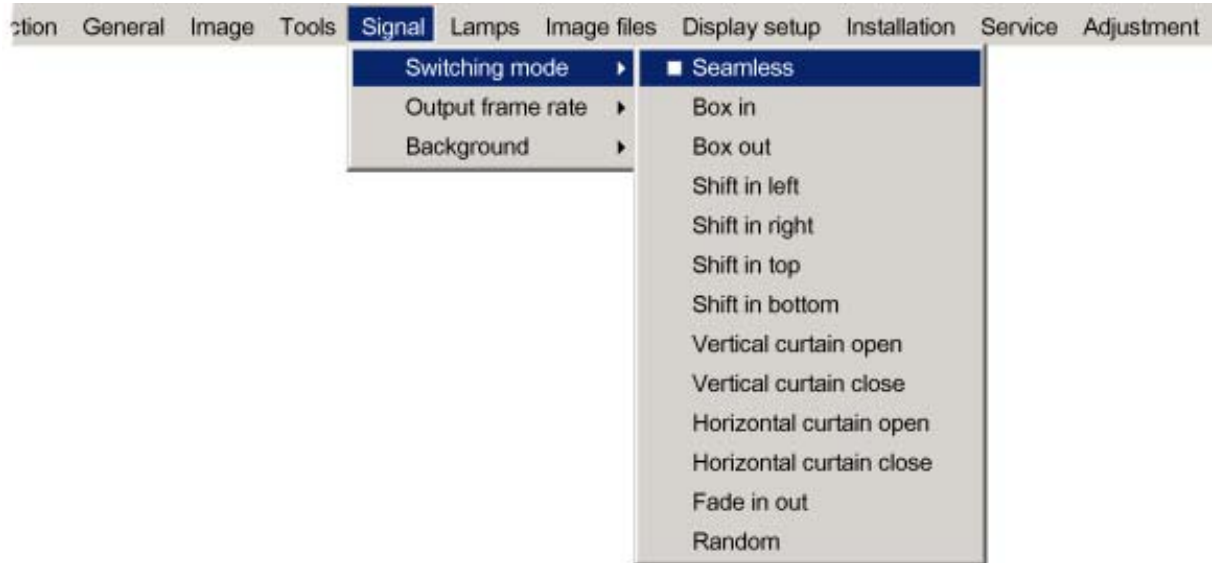 ction General Image Tools Signal Lamps Image files Display setup Installation Service Adjustment
Switching mode
Output frame rate
Background
Seamless
Box in
Box out
Shift in left
Shift in right
Shift in top
Shift in bottom
Vertical curtain open
Vertical curtain close
Horizontal curtain open
Horizontal curtain close
Fade in out
Random